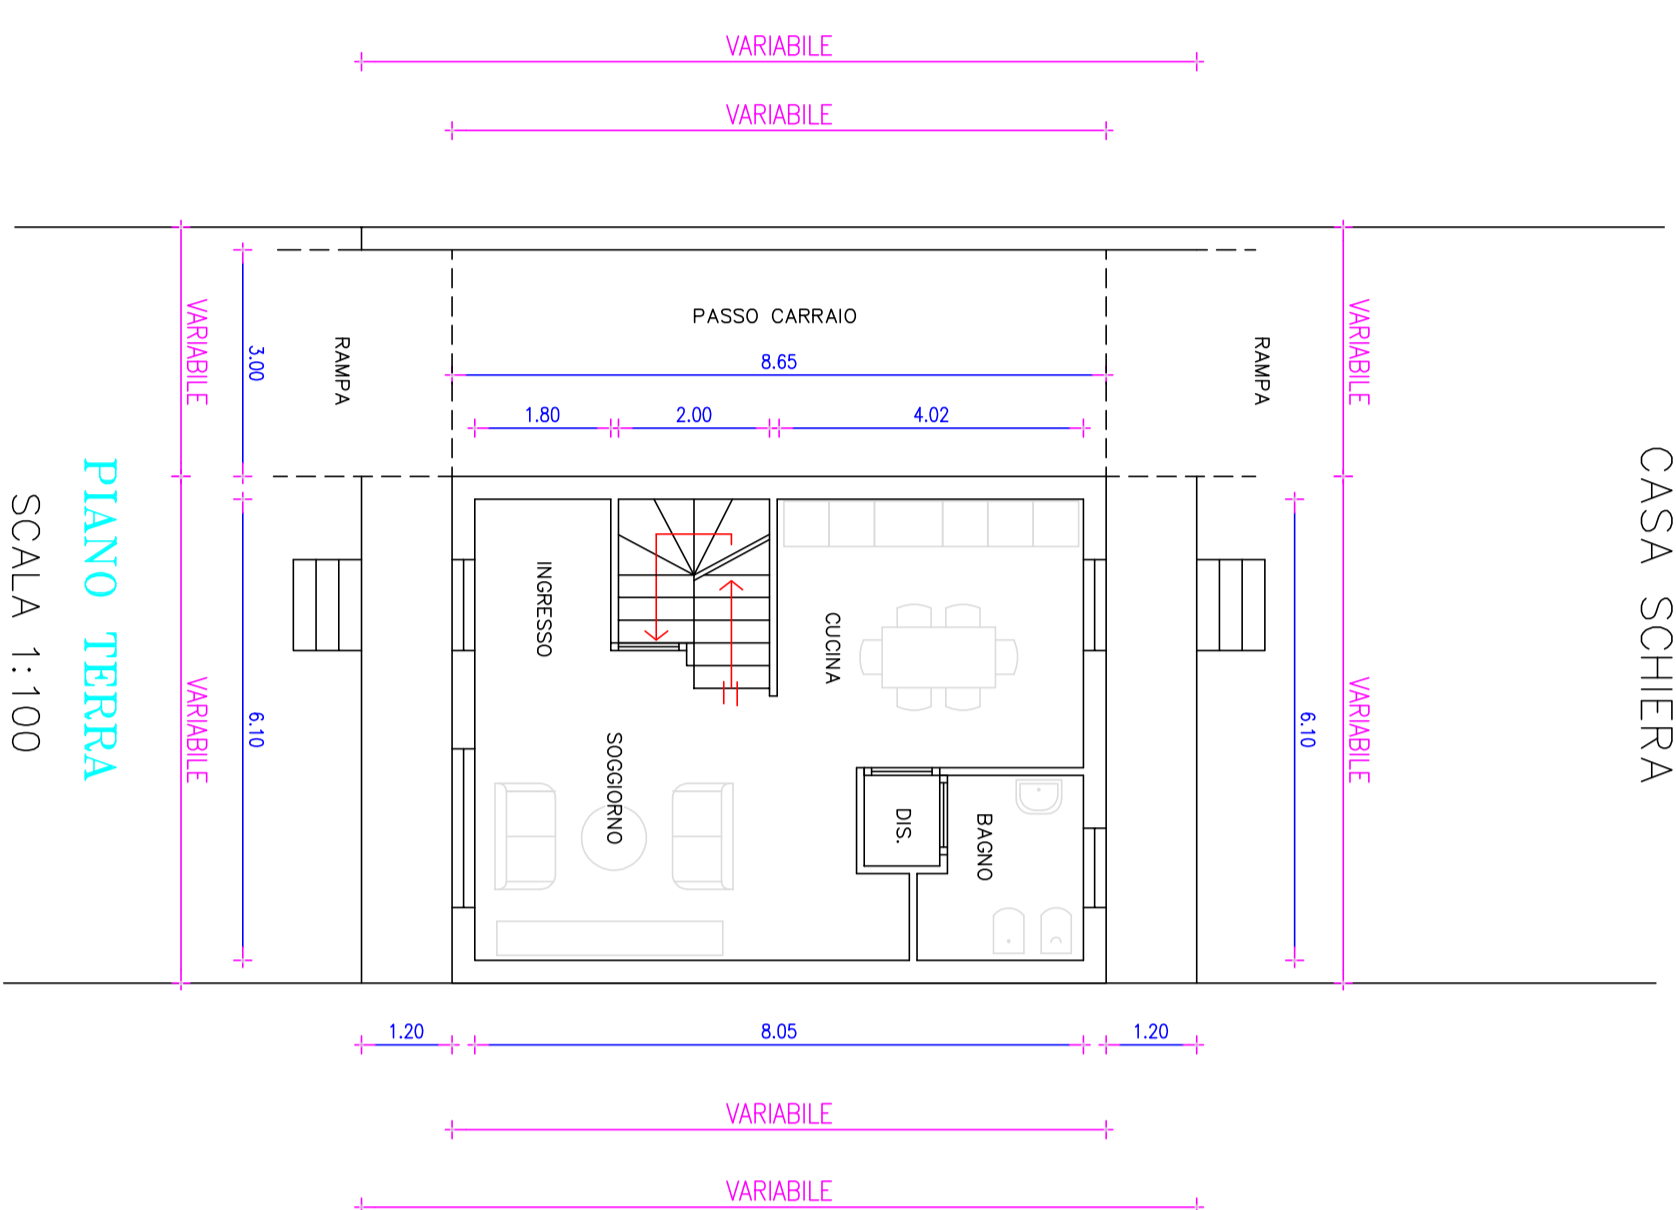 VARIABILE
VARIABILE
CASA SCHIERA
VARIABILE
VARIABILE
RAMPA
RAMPA
PASSO CARRAIO
3.00
8.65
1.80
2.00
4.02
INGRESSO
CUCINA
SOGGIORNO
DIS.
BAGNO
6.10
6.10
VARIABILE
VARIABILE
PIANO TERRA
SCALA 1:100
1.20
8.05
1.20
VARIABILE
VARIABILE